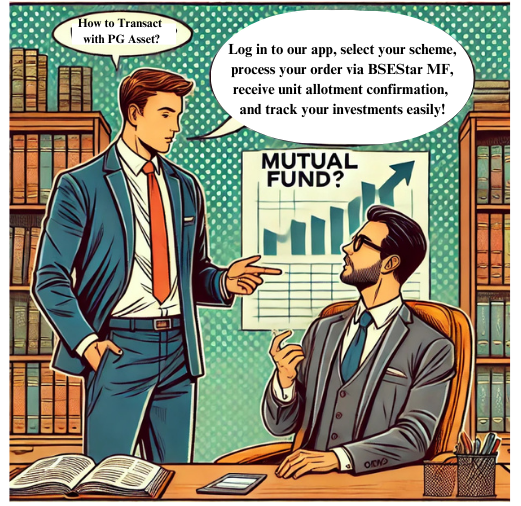 How to Transact
with PG Asset?
Log in to our app, select your scheme,
process your order via BSEStar MF,
receive unit allotment confirmation,
and track your investments easily!
MUTUAL
FUND?